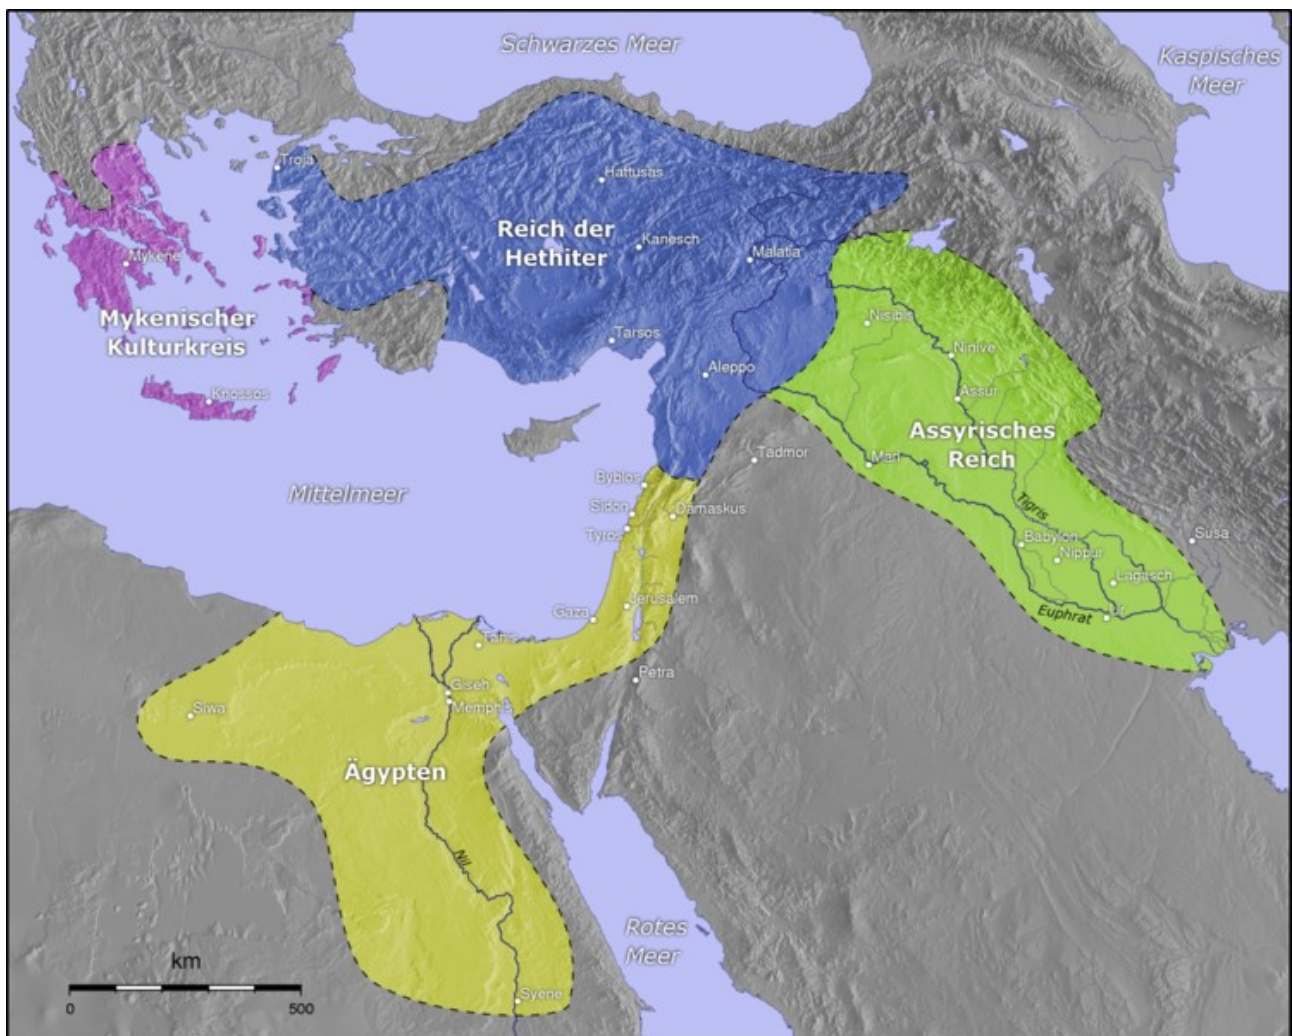 Schwarzes Meer
Kaspisches
Meer
Troja
Hattusas
Reich der
Hethiter
Kanesch
Malatia
Mykene
Mykenischer
Kulturkreis
Nisibis
Tarsos
Ninive
Aleppo
Assur
Knossos
Assyrisches
Reich
Tadmor
Mari
Byblos
Mittelmeer
Tigris
Sidon
Damaskus
Tyros
Babylon
Susa
Nippur
Lagasch
Jerusalem
Gaza
Euphrat
Ur
Tanis
Petra
Giseh
Memphis
Siwa
Ägypten
Nil
Rotes
Meer
km
0
500
Syene